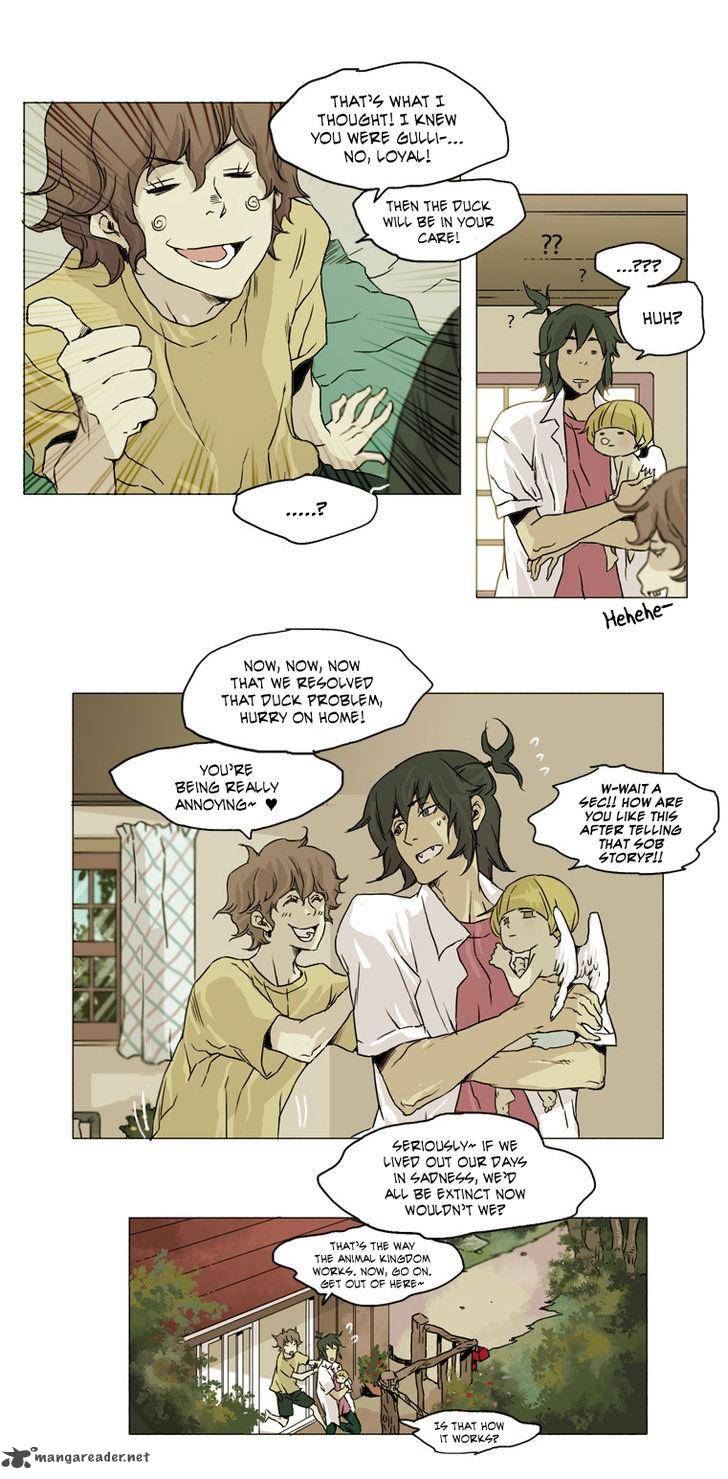 THAT'S WHAT I
THOUGHT! I KNEW
YOU WERE GULLI-...
NO, LOYAL!
THEN THE DUCK
WILL BE IN YOUR
CARE!
.....?
??
?
?
...???
HUH?
Hehehe-
NOW, NOW, NOW
THAT WE RESOLVED
THAT DUCK PROBLEM,
HURRY ON HOME!
YOU'RE
BEING REALLY
ANNOYING~ ♥
W-WAIT A
SEC!! HOW ARE
YOU LIKE THIS
AFTER TELLING
THAT SOB
STORY?!!
SERIOUSLY~ IF WE
LIVED OUT OUR DAYS
IN SADNESS, WE'D
ALL BE EXTINCT NOW
WOULDN'T WE?
THAT'S THE WAY
THE ANIMAL KINGDOM
WORKS. NOW, GO ON.
GET OUT OF HERE~
IS THAT HOW
IT WORKS?
mangareader.net